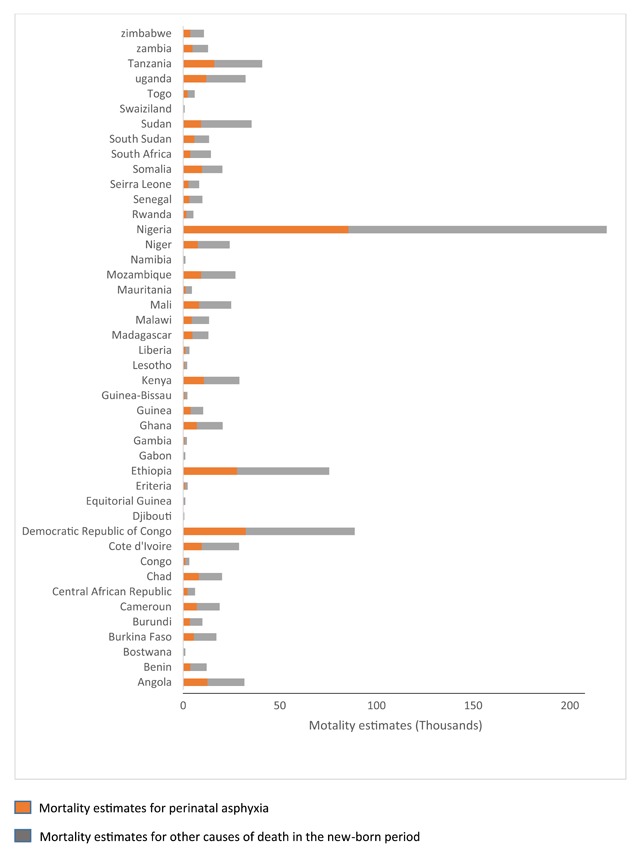 zimbabwe
zambia
Tanzania
uganda
Togo
Swaiziland
Sudan
South Sudan
South Africa
Somalia
Seirra Leone
Senegal
Rwanda
Nigeria
Niger
Namibia
Mozambique
Mauritania
Mali
Malawi
Madagascar
Liberia
Lesotho
Kenya
Guinea-Bissau
Guinea
Ghana
Gambia
Gabon
Ethiopia
Eriteria
Equitorial Guinea
Djibouti
Democratic Republic of Congo
Cote d'Ivoire
Congo
Chad
Central African Republic
Cameroun
Burundi
Burkina Faso
Bostwana
Benin
Angola
0 50 100 150 200
Motality estimates (Thousands)
Mortality estimates for perinatal asphyxia
Mortality estimates for other causes of death in the new-born period